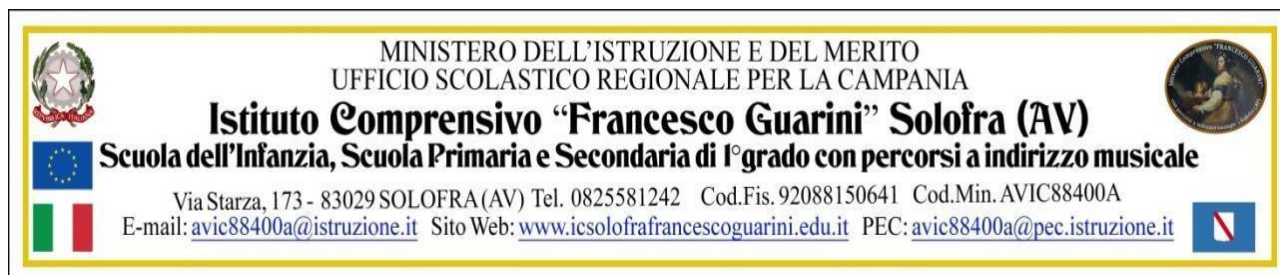 MINISTERO DELL'ISTRUZIONE E DEL MERITO
UFFICIO SCOLASTICO REGIONALE PER LA CAMPANIA
Istituto Comprensivo “Francesco Guarini” Solofra (AV)
Scuola dell'Infanzia, Scuola Primaria e Secondaria di 1°grado con percorsi a indirizzo musicale
Via Starza, 173 - 83029 SOLOFRA (AV) Tel. 0825581242 Cod.Fis. 92088150641 Cod.Min. AVIC88400A
E-mail: avic88400a@istruzione.it Sito Web: www.icsolofrafrancescoguarini.edu.it PEC: avic88400a@pec.istruzione.it